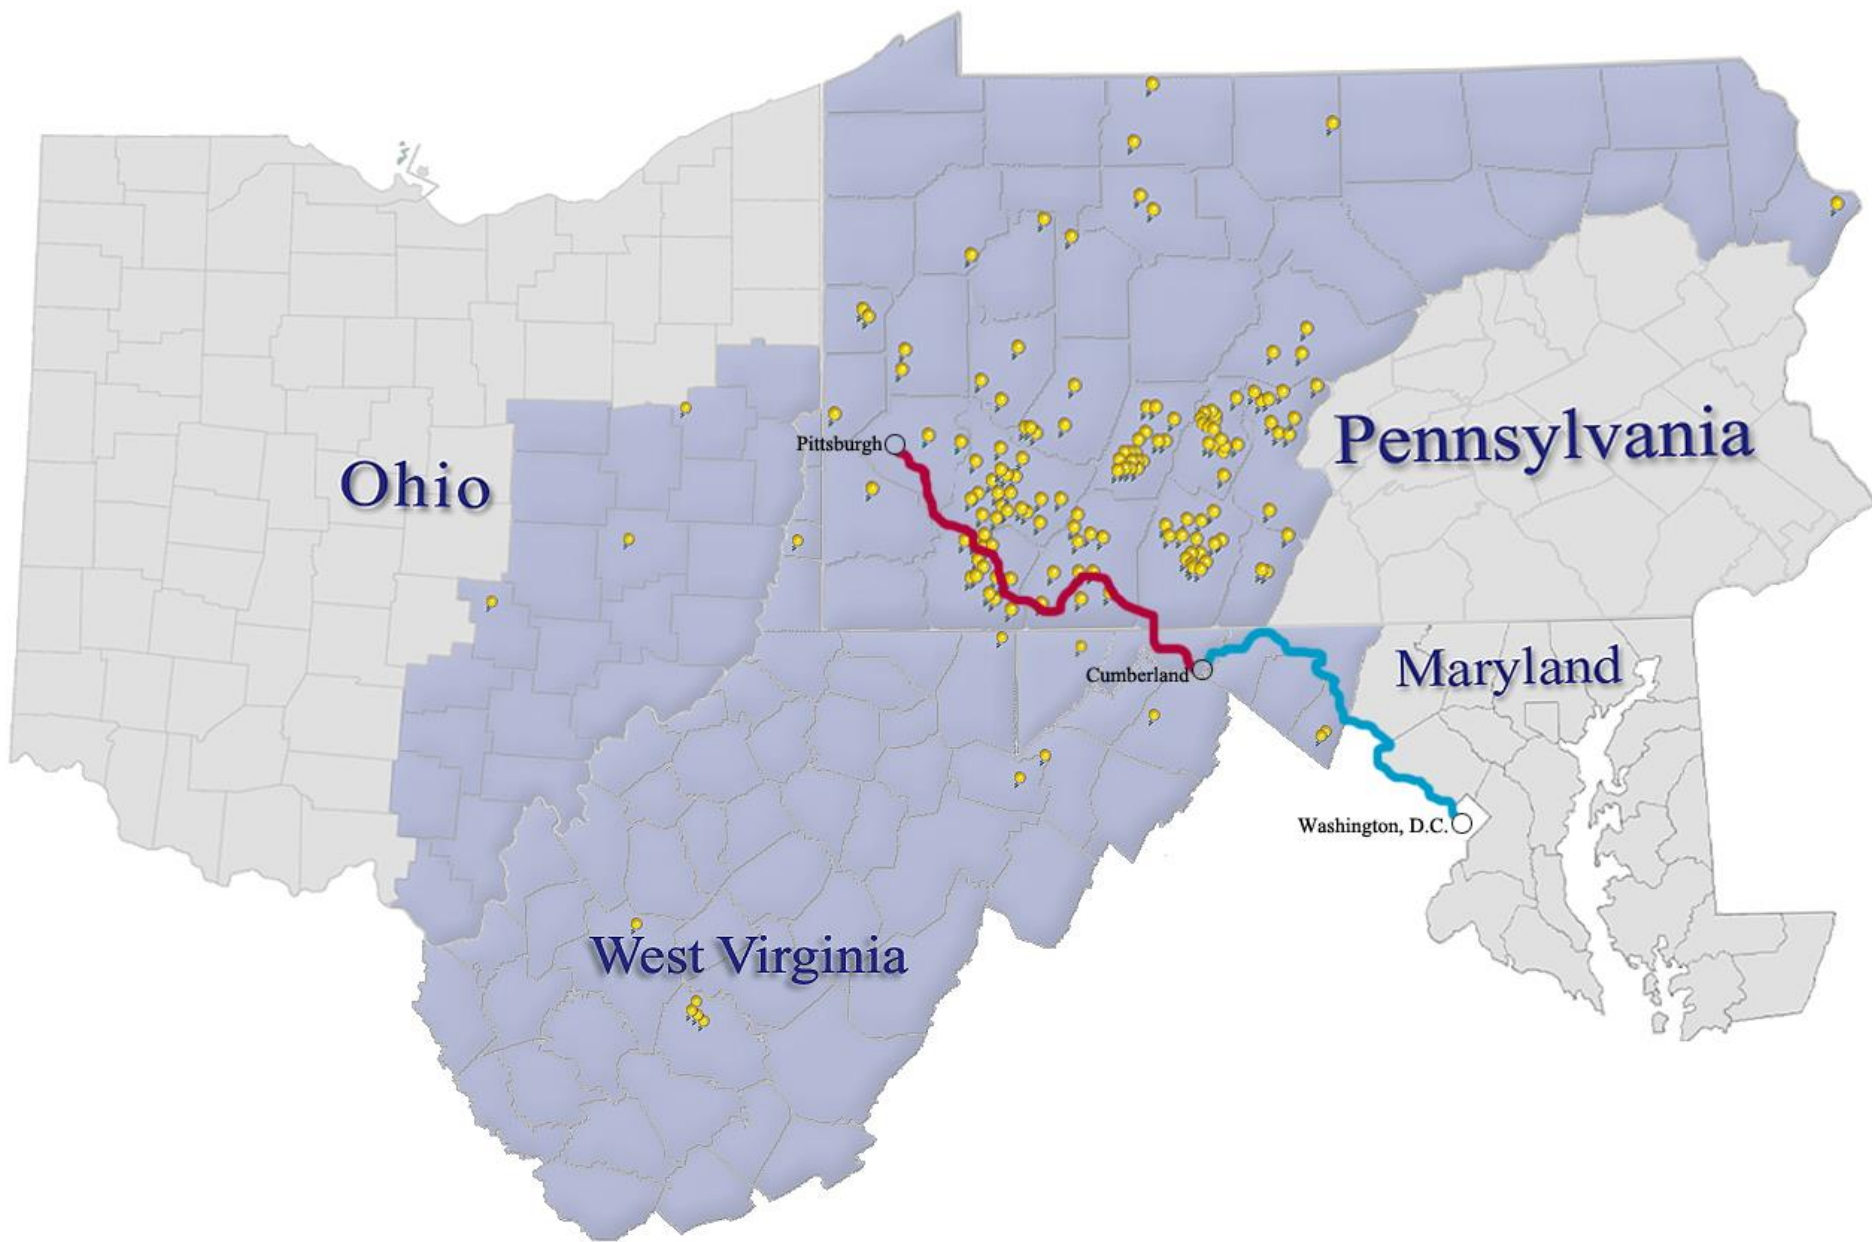 Pennsylvania
Pittsburgh
Ohio
Maryland
Cumberland
Washington, D.C.
West Virginia